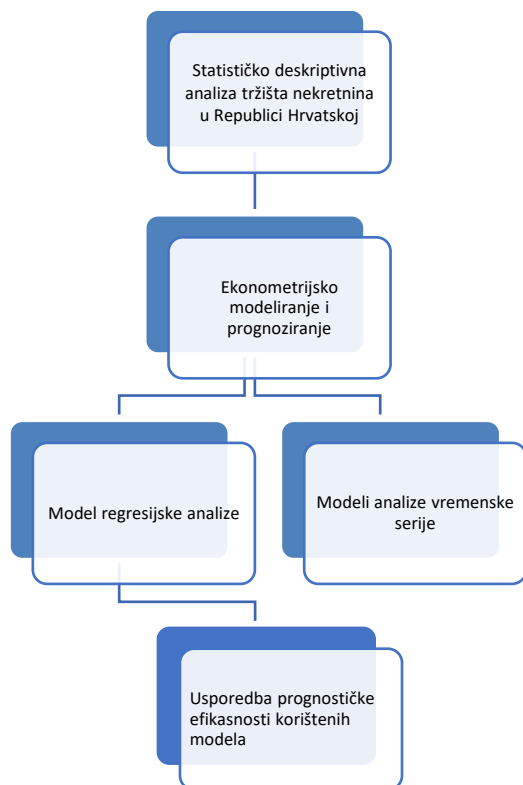 Statističko deskriptivna
analiza tržišta nekretnina
u Republici Hrvatskoj
Ekonometrijsko
modeliranje i
prognoziranje
Model regresijske analize
Modeli analize vremenske
serije
Usporedba prognostičke
efikasnosti korištenih
modela